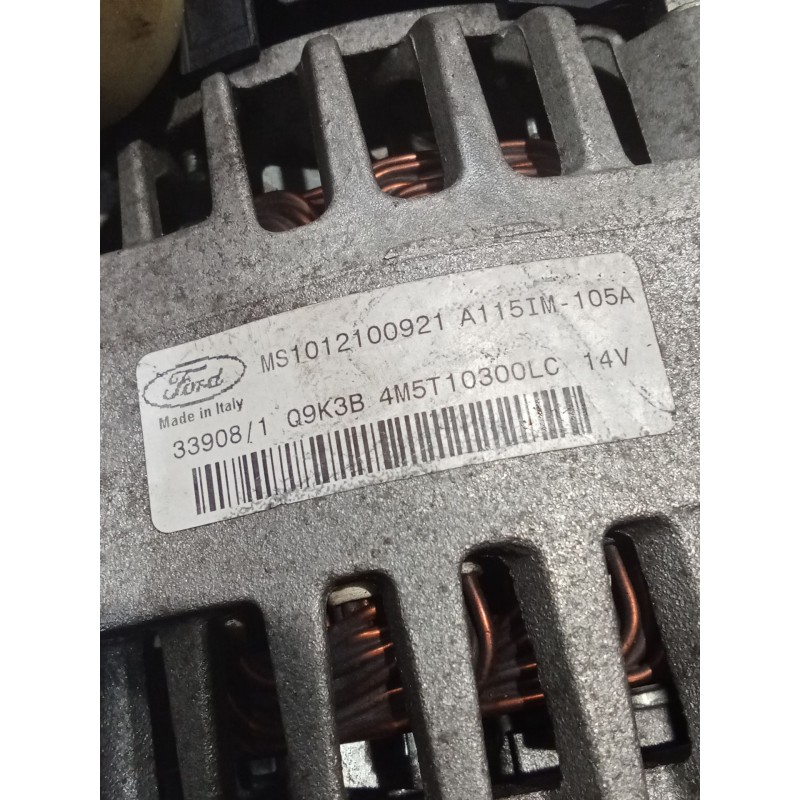 MS1012100921 A115IM-105A
Ford
Made in Italy
33908/1 Q9K3B 4M5T10300LC 14V